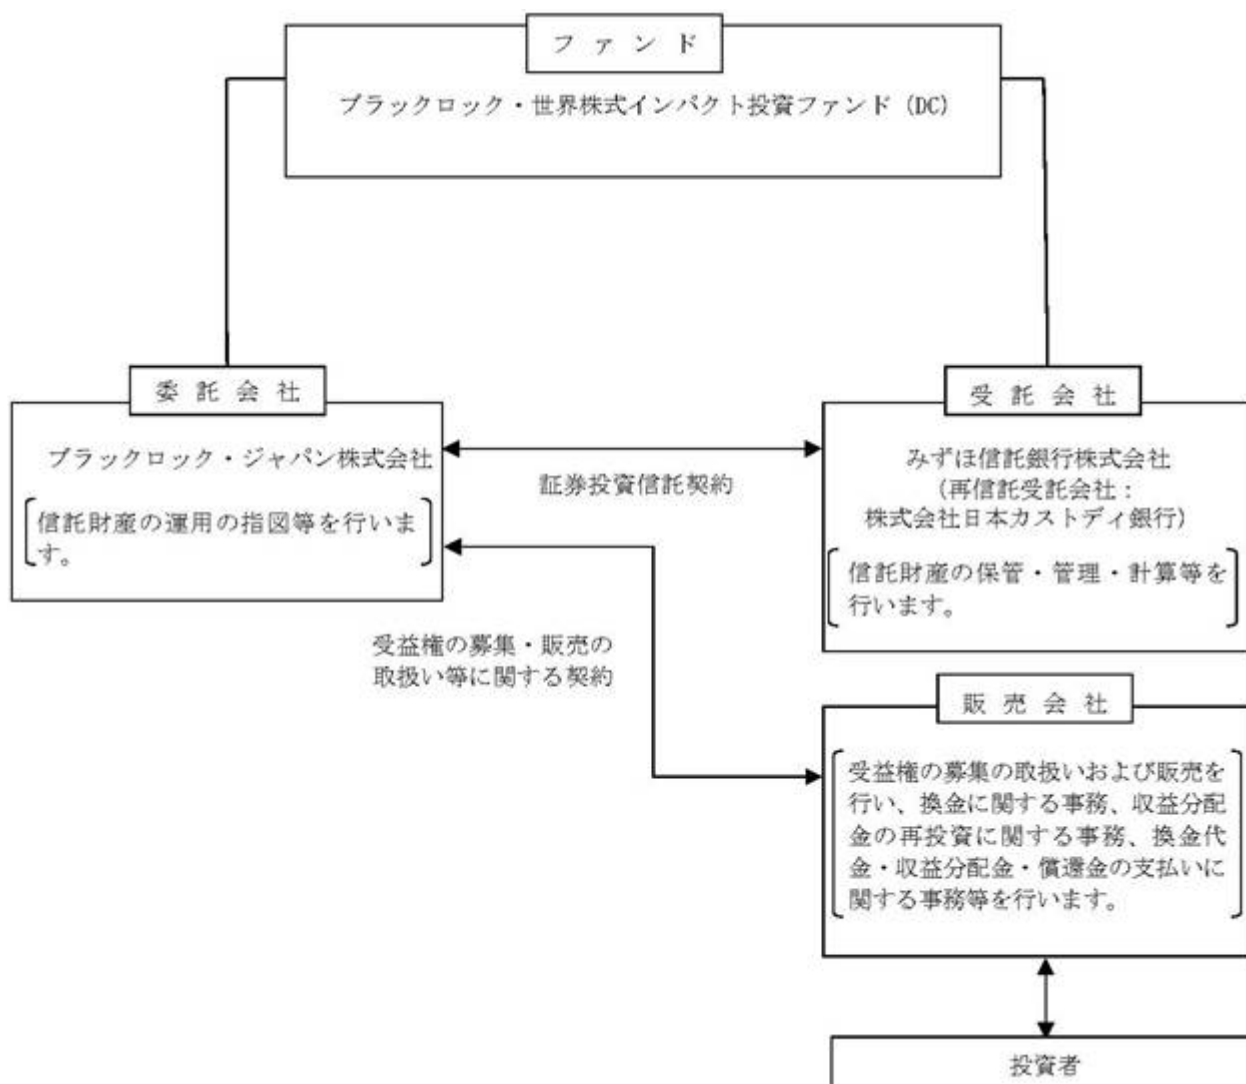 ファンド
ブラックロック・世界株式インパクト投資ファンド(DC)
委託会社
ブラックロック・ジャパン株式会社
信託財産の運用の指図等を行いま
す。
証券投資信託契約
受託会社
みずほ信託銀行株式会社
(再信託受託会社:
株式会社日本カストディ銀行)
信託財産の保管・管理・計算等を
行います。
受益権の募集・販売の
取扱い等に関する契約
販売会社
受益権の募集の取扱いおよび販売を
行い、換金に関する事務、収益分配
金の再投資に関する事務、換金代
金・収益分配金・償還金の支払いに
関する事務等を行います。
投資者